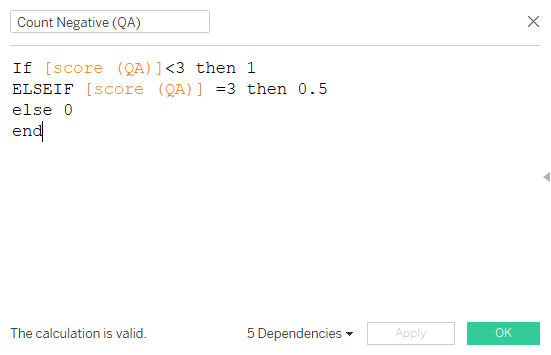 Count Negative (QA)
If [score (QA)]<3 then 1
ELSEIF [score (QA)] =3 then 0.5
else 0
end
The calculation is valid. 5 Dependencies Apply OK